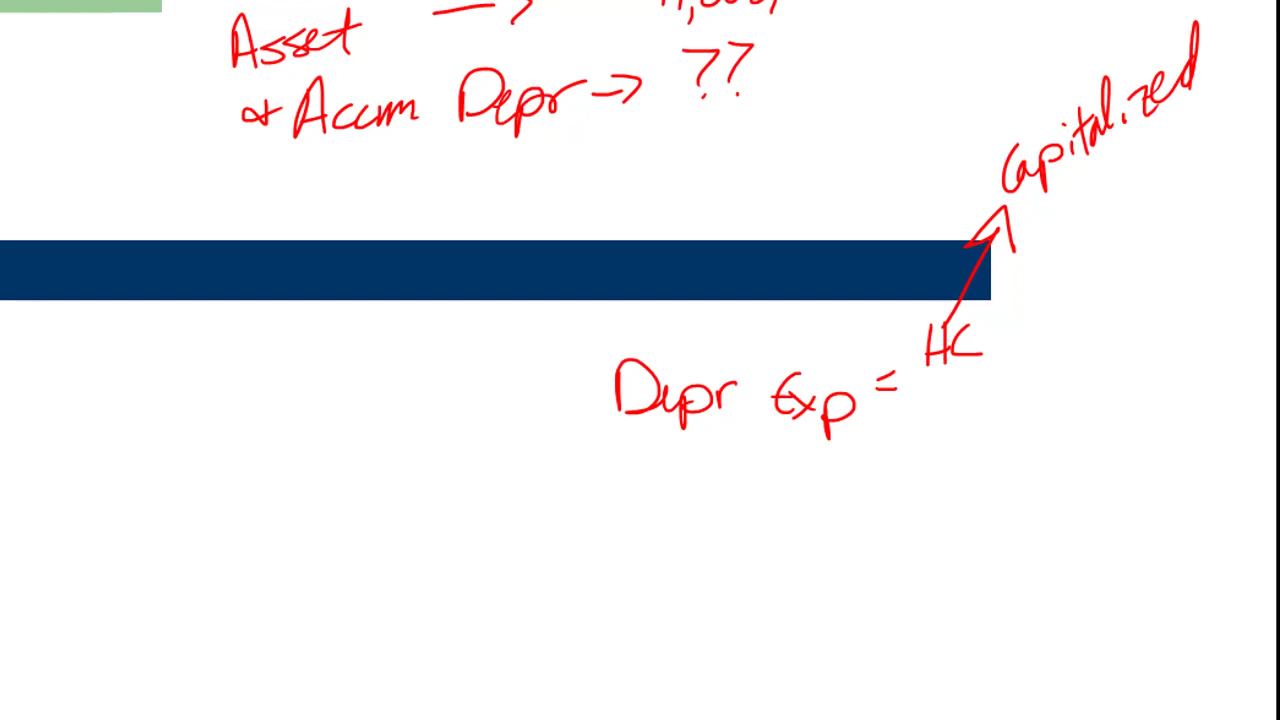 Asset →
& Accum Depr → ??
Capitalized
HC
Depr Exp =